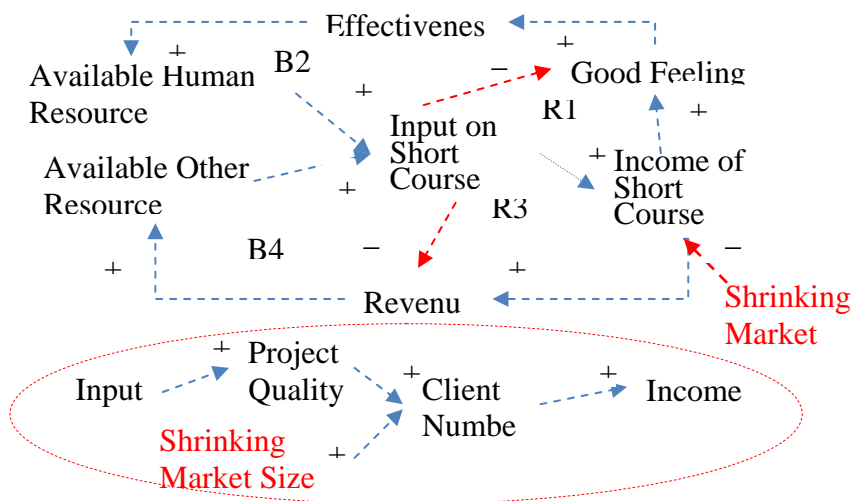 Effectivenes
+
B2
Available Human
Resource
+
–
+
Good Feeling
R1
+
Input on
Short
Course
+
Income of
Short
Course
Available Other
Resource
+
R3
B4
–
+
+
–
Revenu
Shrinking
Market
+
Project
Quality
Input
+
Client
Numbe
+
Income
Shrinking
Market Size
+